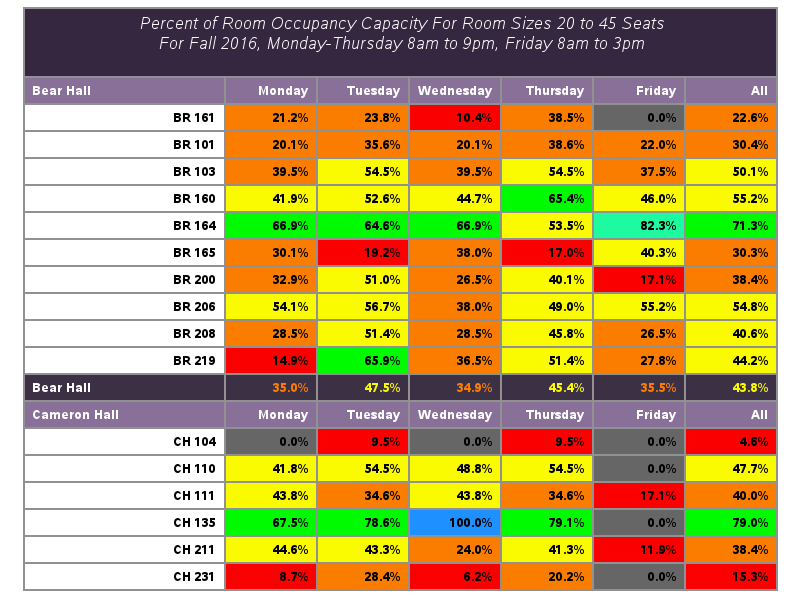 Percent of Room Occupancy Capacity For Room Sizes 20 to 45 Seats
For Fall 2016, Monday-Thursday 8am to 9pm, Friday 8am to 3pm
Bear Hall Monday Tuesday Wednesday Thursday Friday All
BR 161 21.2% 23.8% 10.4% 38.5% 0.0% 22.6%
BR 101 20.1% 35.6% 20.1% 38.6% 22.0% 30.4%
BR 103 39.5% 54.5% 39.5% 54.5% 37.5% 50.1%
BR 160 41.9% 52.6% 44.7% 65.4% 46.0% 55.2%
BR 164 66.9% 64.6% 66.9% 53.5% 82.3% 71.3%
BR 165 30.1% 19.2% 38.0% 17.0% 40.3% 30.3%
BR 200 32.9% 51.0% 26.5% 40.1% 17.1% 38.4%
BR 206 54.1% 56.7% 38.0% 49.0% 55.2% 54.8%
BR 208 28.5% 51.4% 28.5% 45.8% 26.5% 40.6%
BR 219 14.9% 65.9% 36.5% 51.4% 27.8% 44.2%
Bear Hall 35.0% 47.5% 34.9% 45.4% 35.5% 43.8%
Cameron Hall Monday Tuesday Wednesday Thursday Friday All
CH 104 0.0% 9.5% 0.0% 9.5% 0.0% 4.6%
CH 110 41.8% 54.5% 48.8% 54.5% 0.0% 47.7%
CH 111 43.8% 34.6% 43.8% 34.6% 17.1% 40.0%
CH 135 67.5% 78.6% 100.0% 79.1% 0.0% 79.0%
CH 211 44.6% 43.3% 24.0% 41.3% 11.9% 38.4%
CH 231 8.7% 28.4% 6.2% 20.2% 0.0% 15.3%